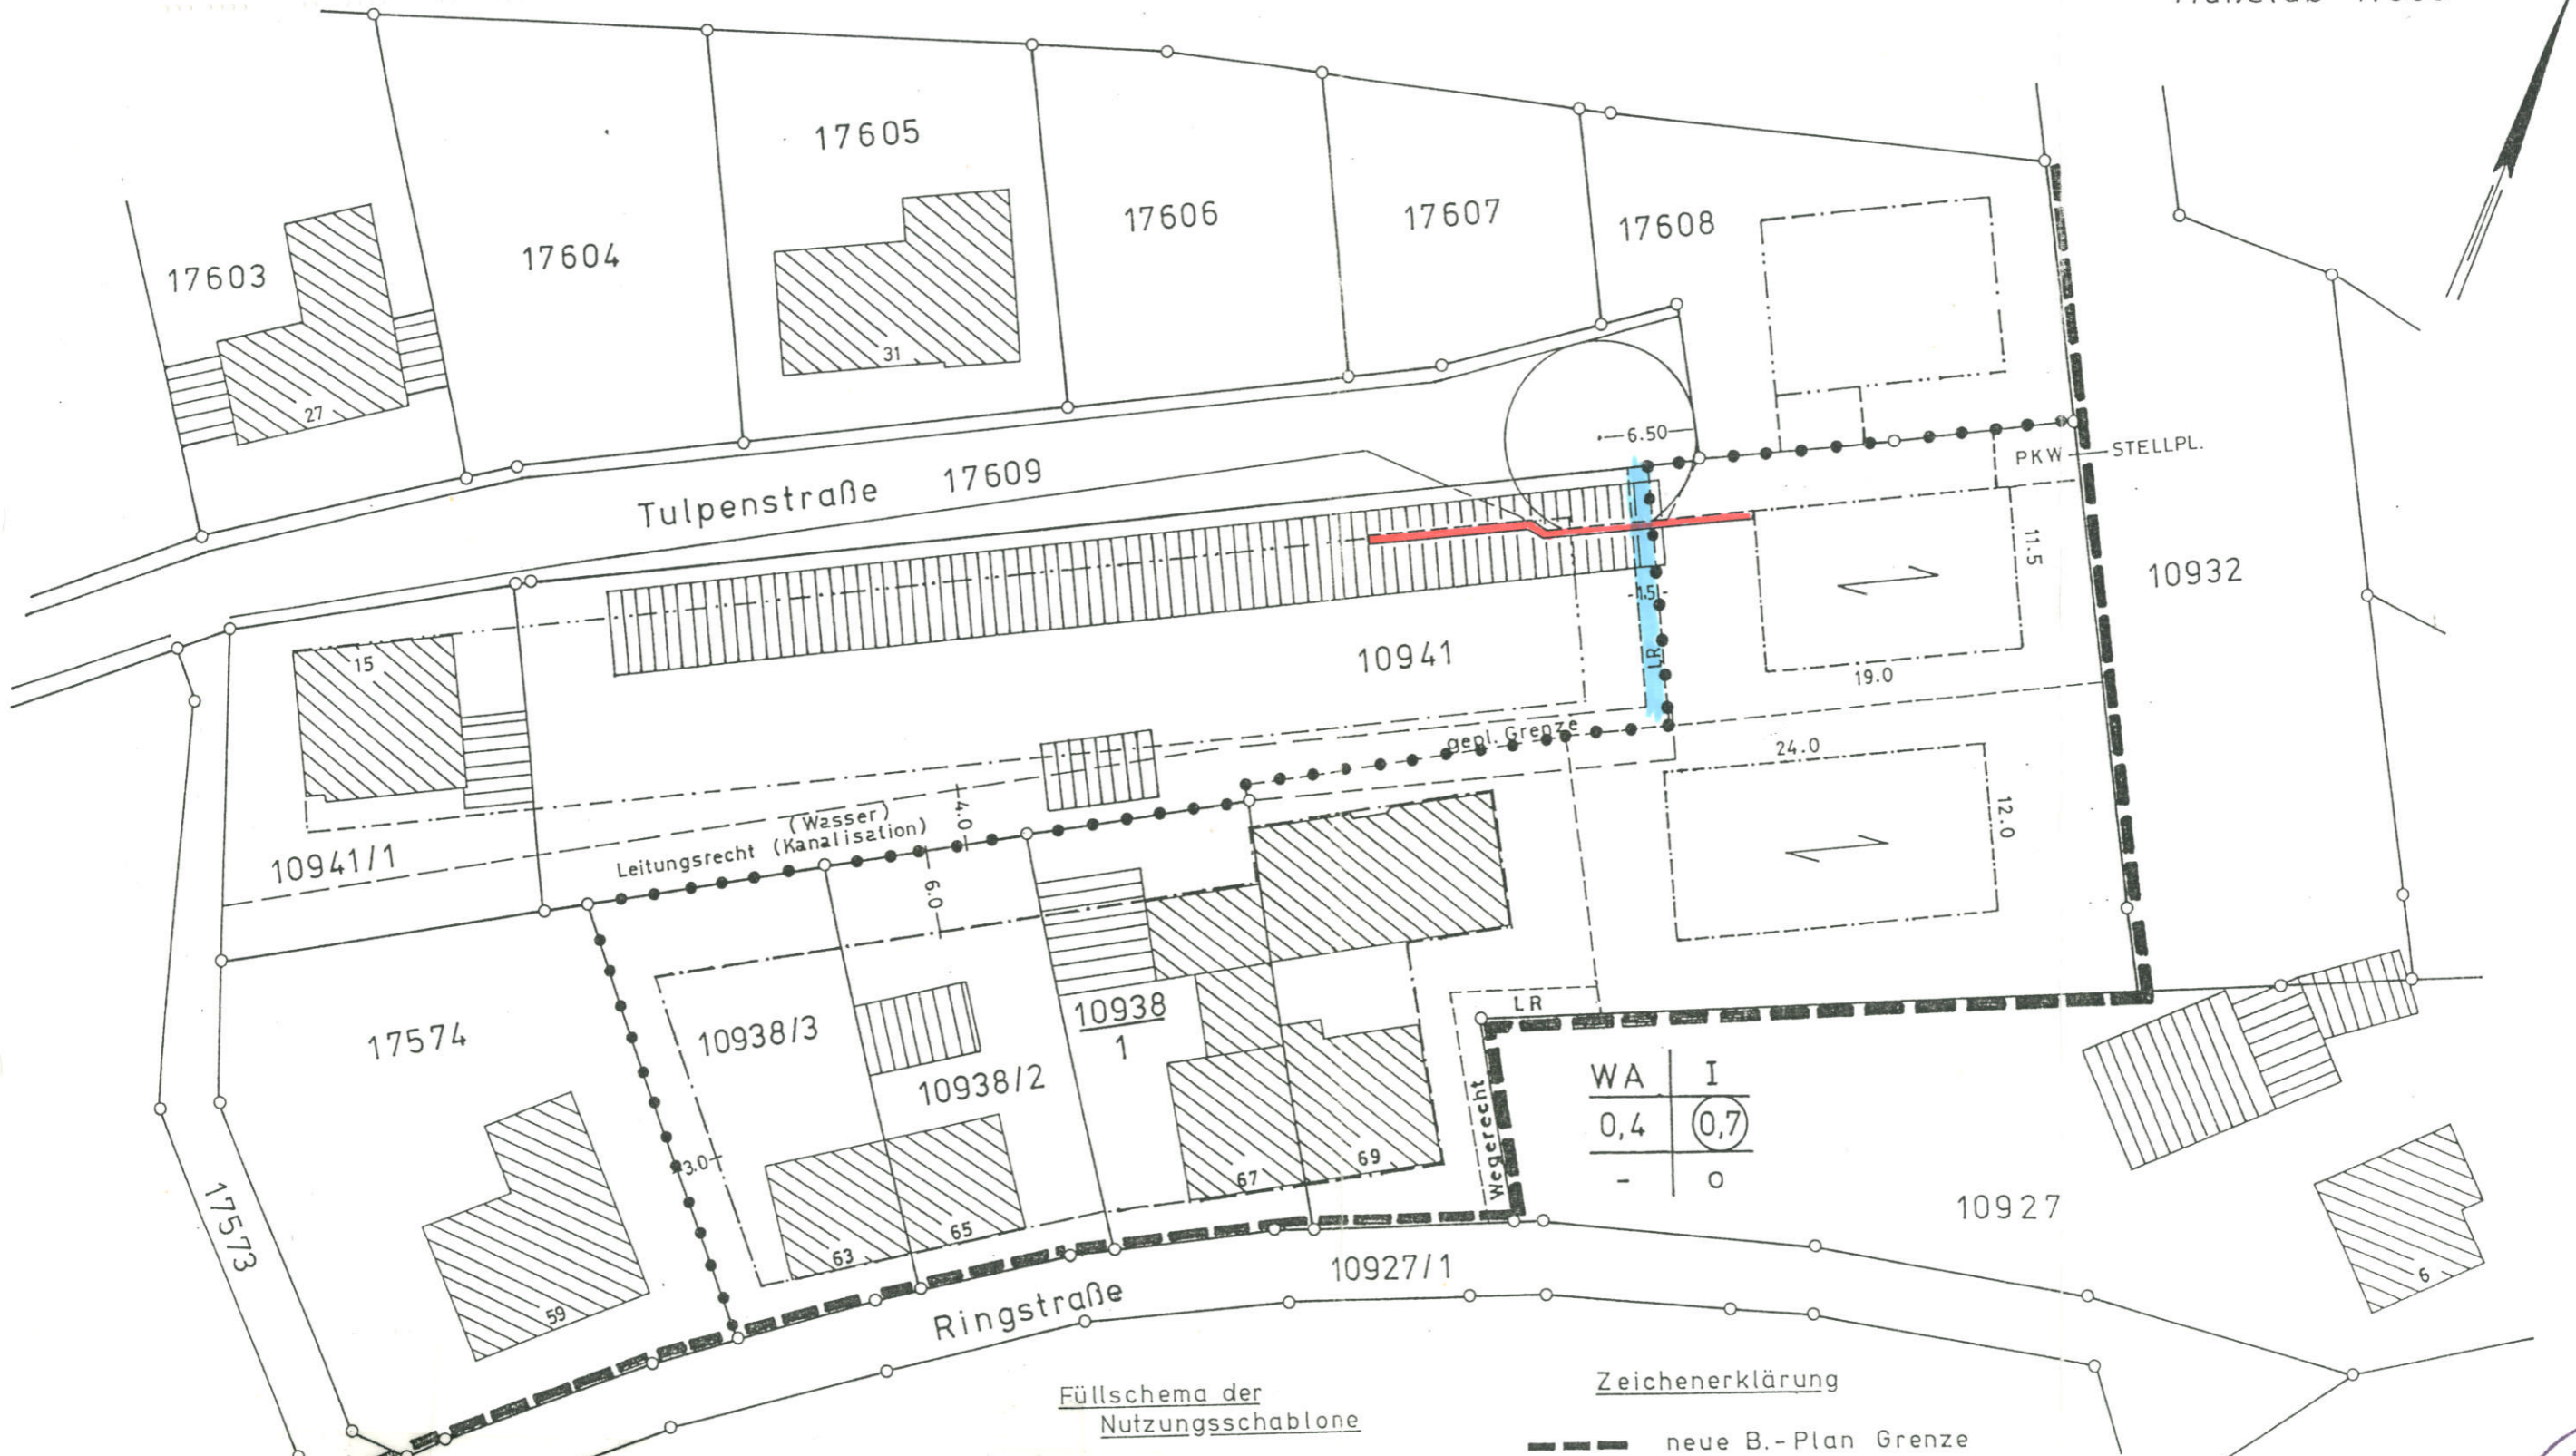 17605
17606
17607
17608
17604
17603
31
27
6.50
PKW STELLPL.
Tulpenstraße 17609
11.5
10932
1.5
LR
15
10941
19.0
gepl. Grenze
24.0
4.0
(Wasser)
Leitungsrecht (Kanalisation)
12.0
10941/1
6.0
LR
10938
1
10938/3
17574
10938/2
WA I
0,4 0,7
- o
Wegerecht
3.0
67
69
17573
10927
63
65
59
6
10927/1
Ringstraße
Füllschema der
Nutzungsschablone
Zeichenerklärung
neue B.-Plan Grenze